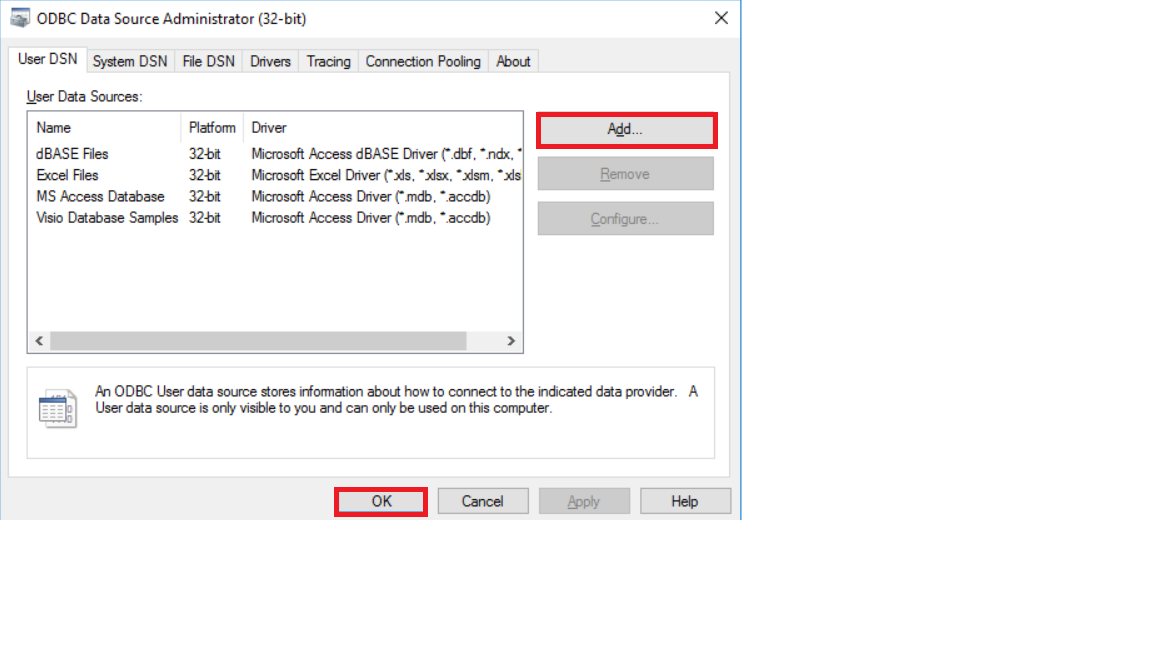 ODBC Data Source Administrator (32-bit)
User DSN System DSN File DSN Drivers Tracing Connection Pooling About
User Data Sources:
Name Platform Driver
dBASE Files 32-bit Microsoft Access dBASE Driver (*.dbf, *.ndx, *
Excel Files 32-bit Microsoft Excel Driver (*.xls, *.xlsx, *.xlsm, *.xls
MS Access Database 32-bit Microsoft Access Driver (*.mdb, *.accdb)
Visio Database Samples 32-bit Microsoft Access Driver (*.mdb, *.accdb)
Add...
Remove
Configure...
An ODBC User data source stores information about how to connect to the indicated data provider. A
User data source is only visible to you and can only be used on this computer.
OK Cancel Apply Help